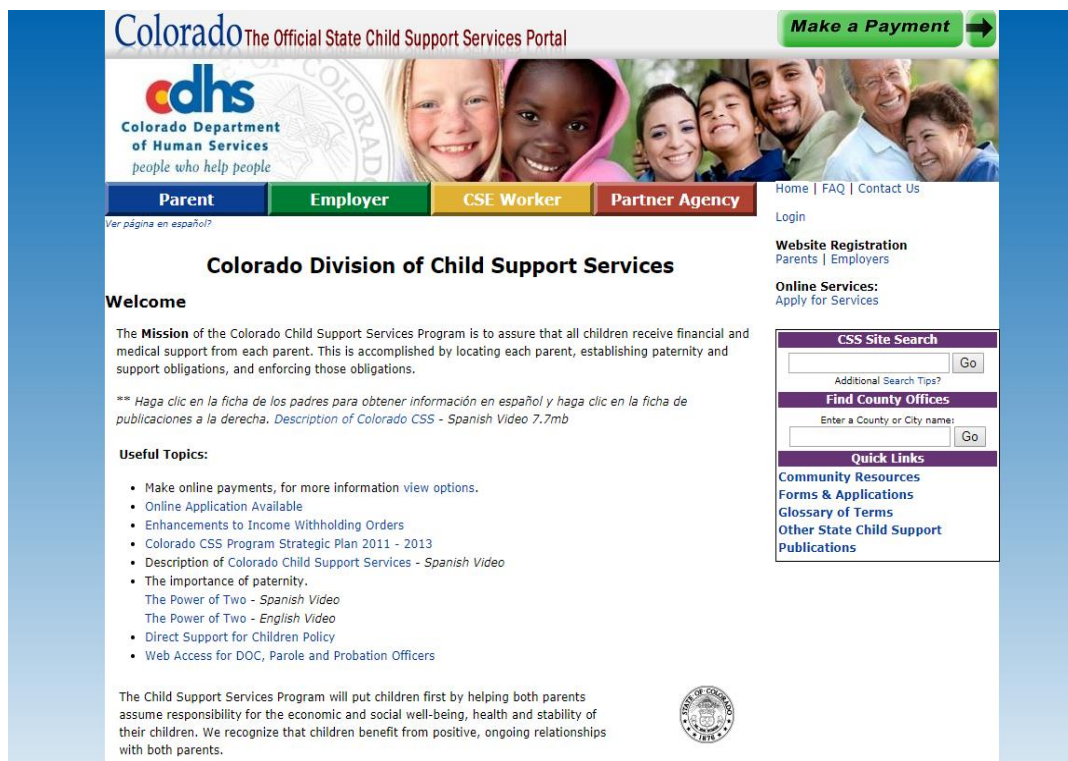 Colorado The Official State Child Support Services Portal
Make a Payment
COLORADO
cdhs
Colorado Department
of Human Services
people who help people
Parent
Employer
CSE Worker
Partner Agency
Home | FAQ | Contact Us
Ver página en español?
Login
Website Registration
Parents | Employers
Online Services:
Apply for Services
Colorado Division of Child Support Services
Welcome
The Mission of the Colorado Child Support Services Program is to assure that all children receive financial and
medical support from each parent. This is accomplished by locating each parent, establishing paternity and
support obligations, and enforcing those obligations.
** Haga clic en la ficha de los padres para obtener información en español y haga clic en la ficha de
publicaciones a la derecha. Description of Colorado CSS - Spanish Video 7.7mb
Useful Topics:
• Make online payments, for more information view options.
• Online Application Available
• Enhancements to Income Withholding Orders
• Colorado CSS Program Strategic Plan 2011 - 2013
• Description of Colorado Child Support Services - Spanish Video
• The importance of paternity.
The Power of Two - Spanish Video
The Power of Two - English Video
• Direct Support for Children Policy
• Web Access for DOC, Parole and Probation Officers
The Child Support Services Program will put children first by helping both parents
assume responsibility for the economic and social well-being, health and stability of
their children. We recognize that children benefit from positive, ongoing relationships
with both parents.
STATE OF COLORADO
1876
CSS Site Search
Go
Additional Search Tips?
Find County Offices
Enter a County or City name:
Go
Quick Links
Community Resources
Forms & Applications
Glossary of Terms
Other State Child Support
Publications